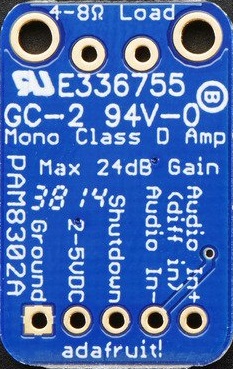 4-8Ω Load
UL E336755
GC-2 94V-0 B
Mono Class D Amp
Max 24dB Gain
3814
PAM8302A
Ground
2-5VDC
Shutdown
Audio In-
(diff in)
Audio In+
adafruit!